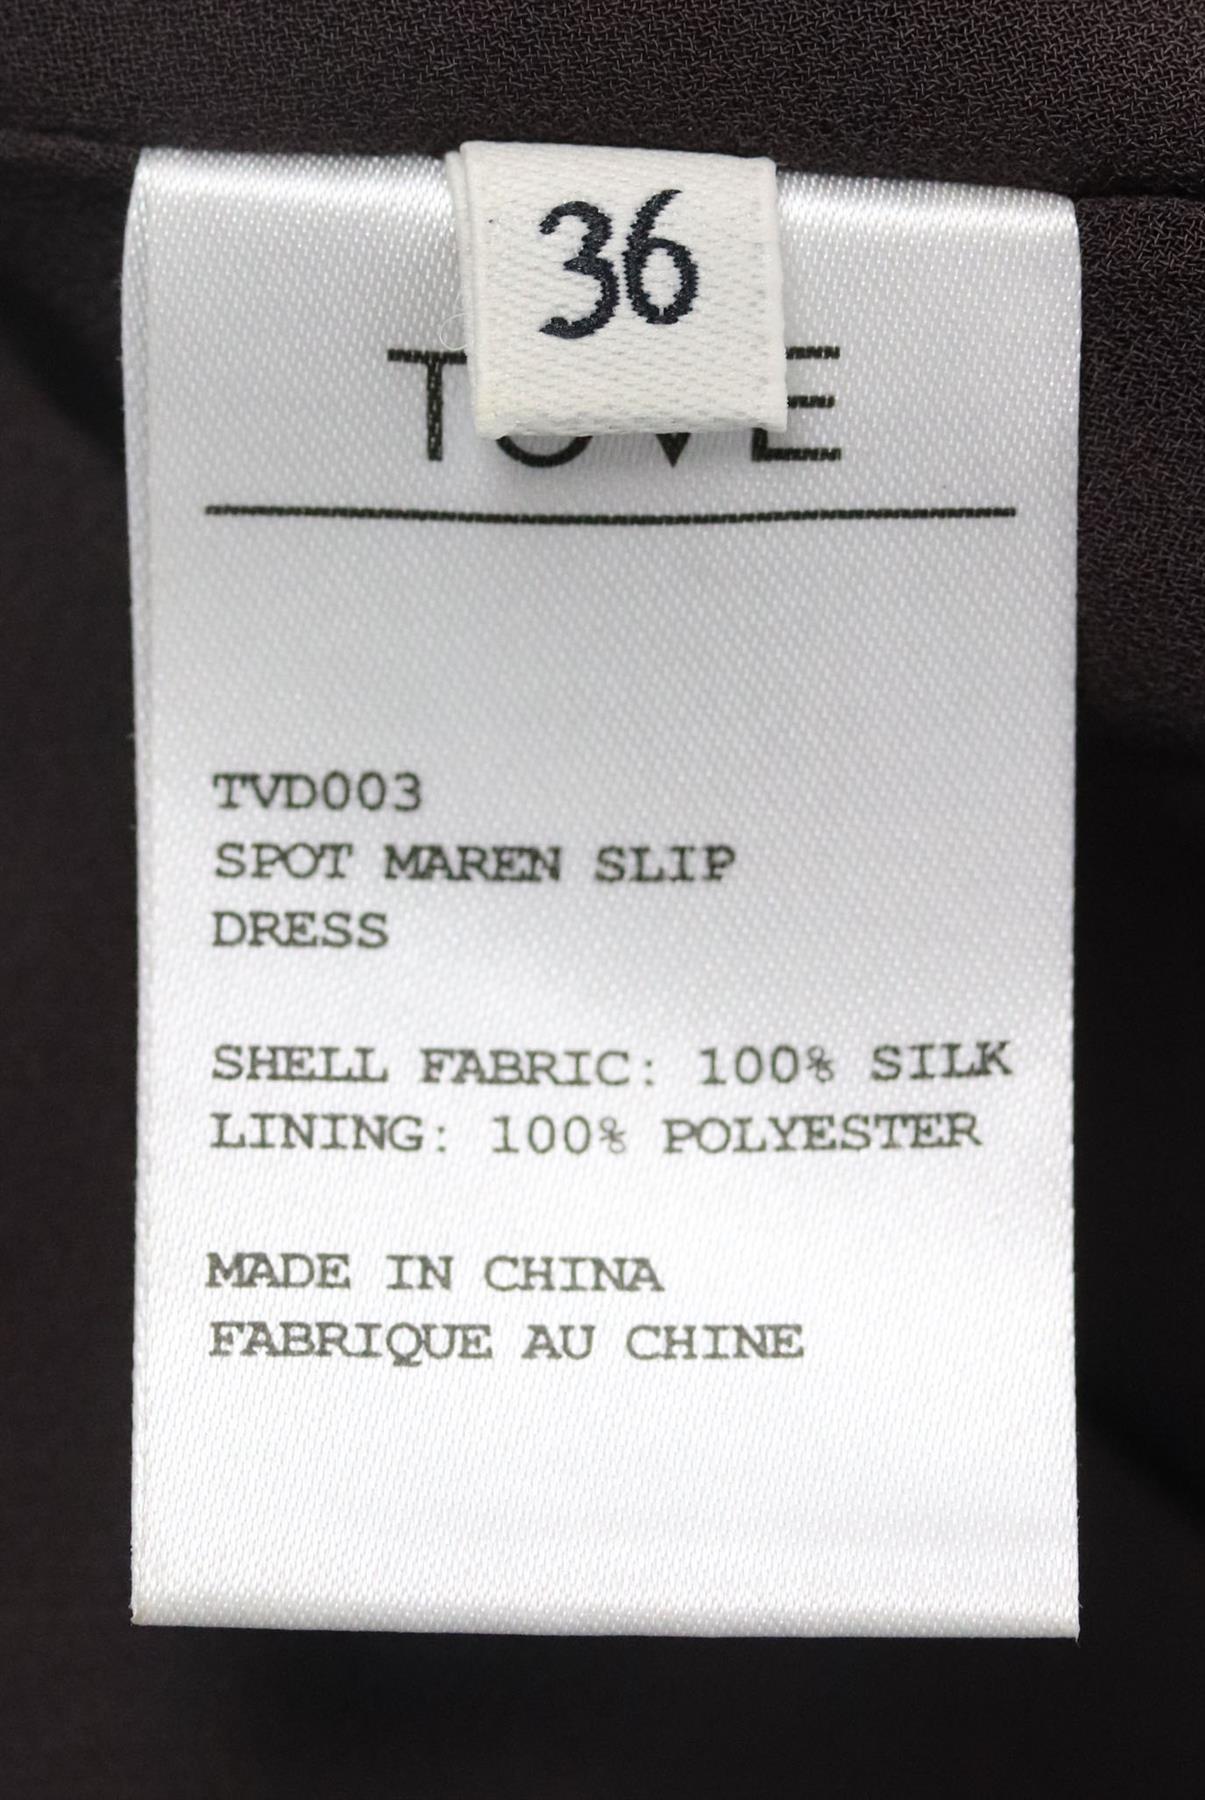 36
TOVE
TVD003
SPOT MAREN SLIP
DRESS
SHELL FABRIC: 100% SILK
LINING: 100% POLYESTER
MADE IN CHINA
FABRIQUE AU CHINE